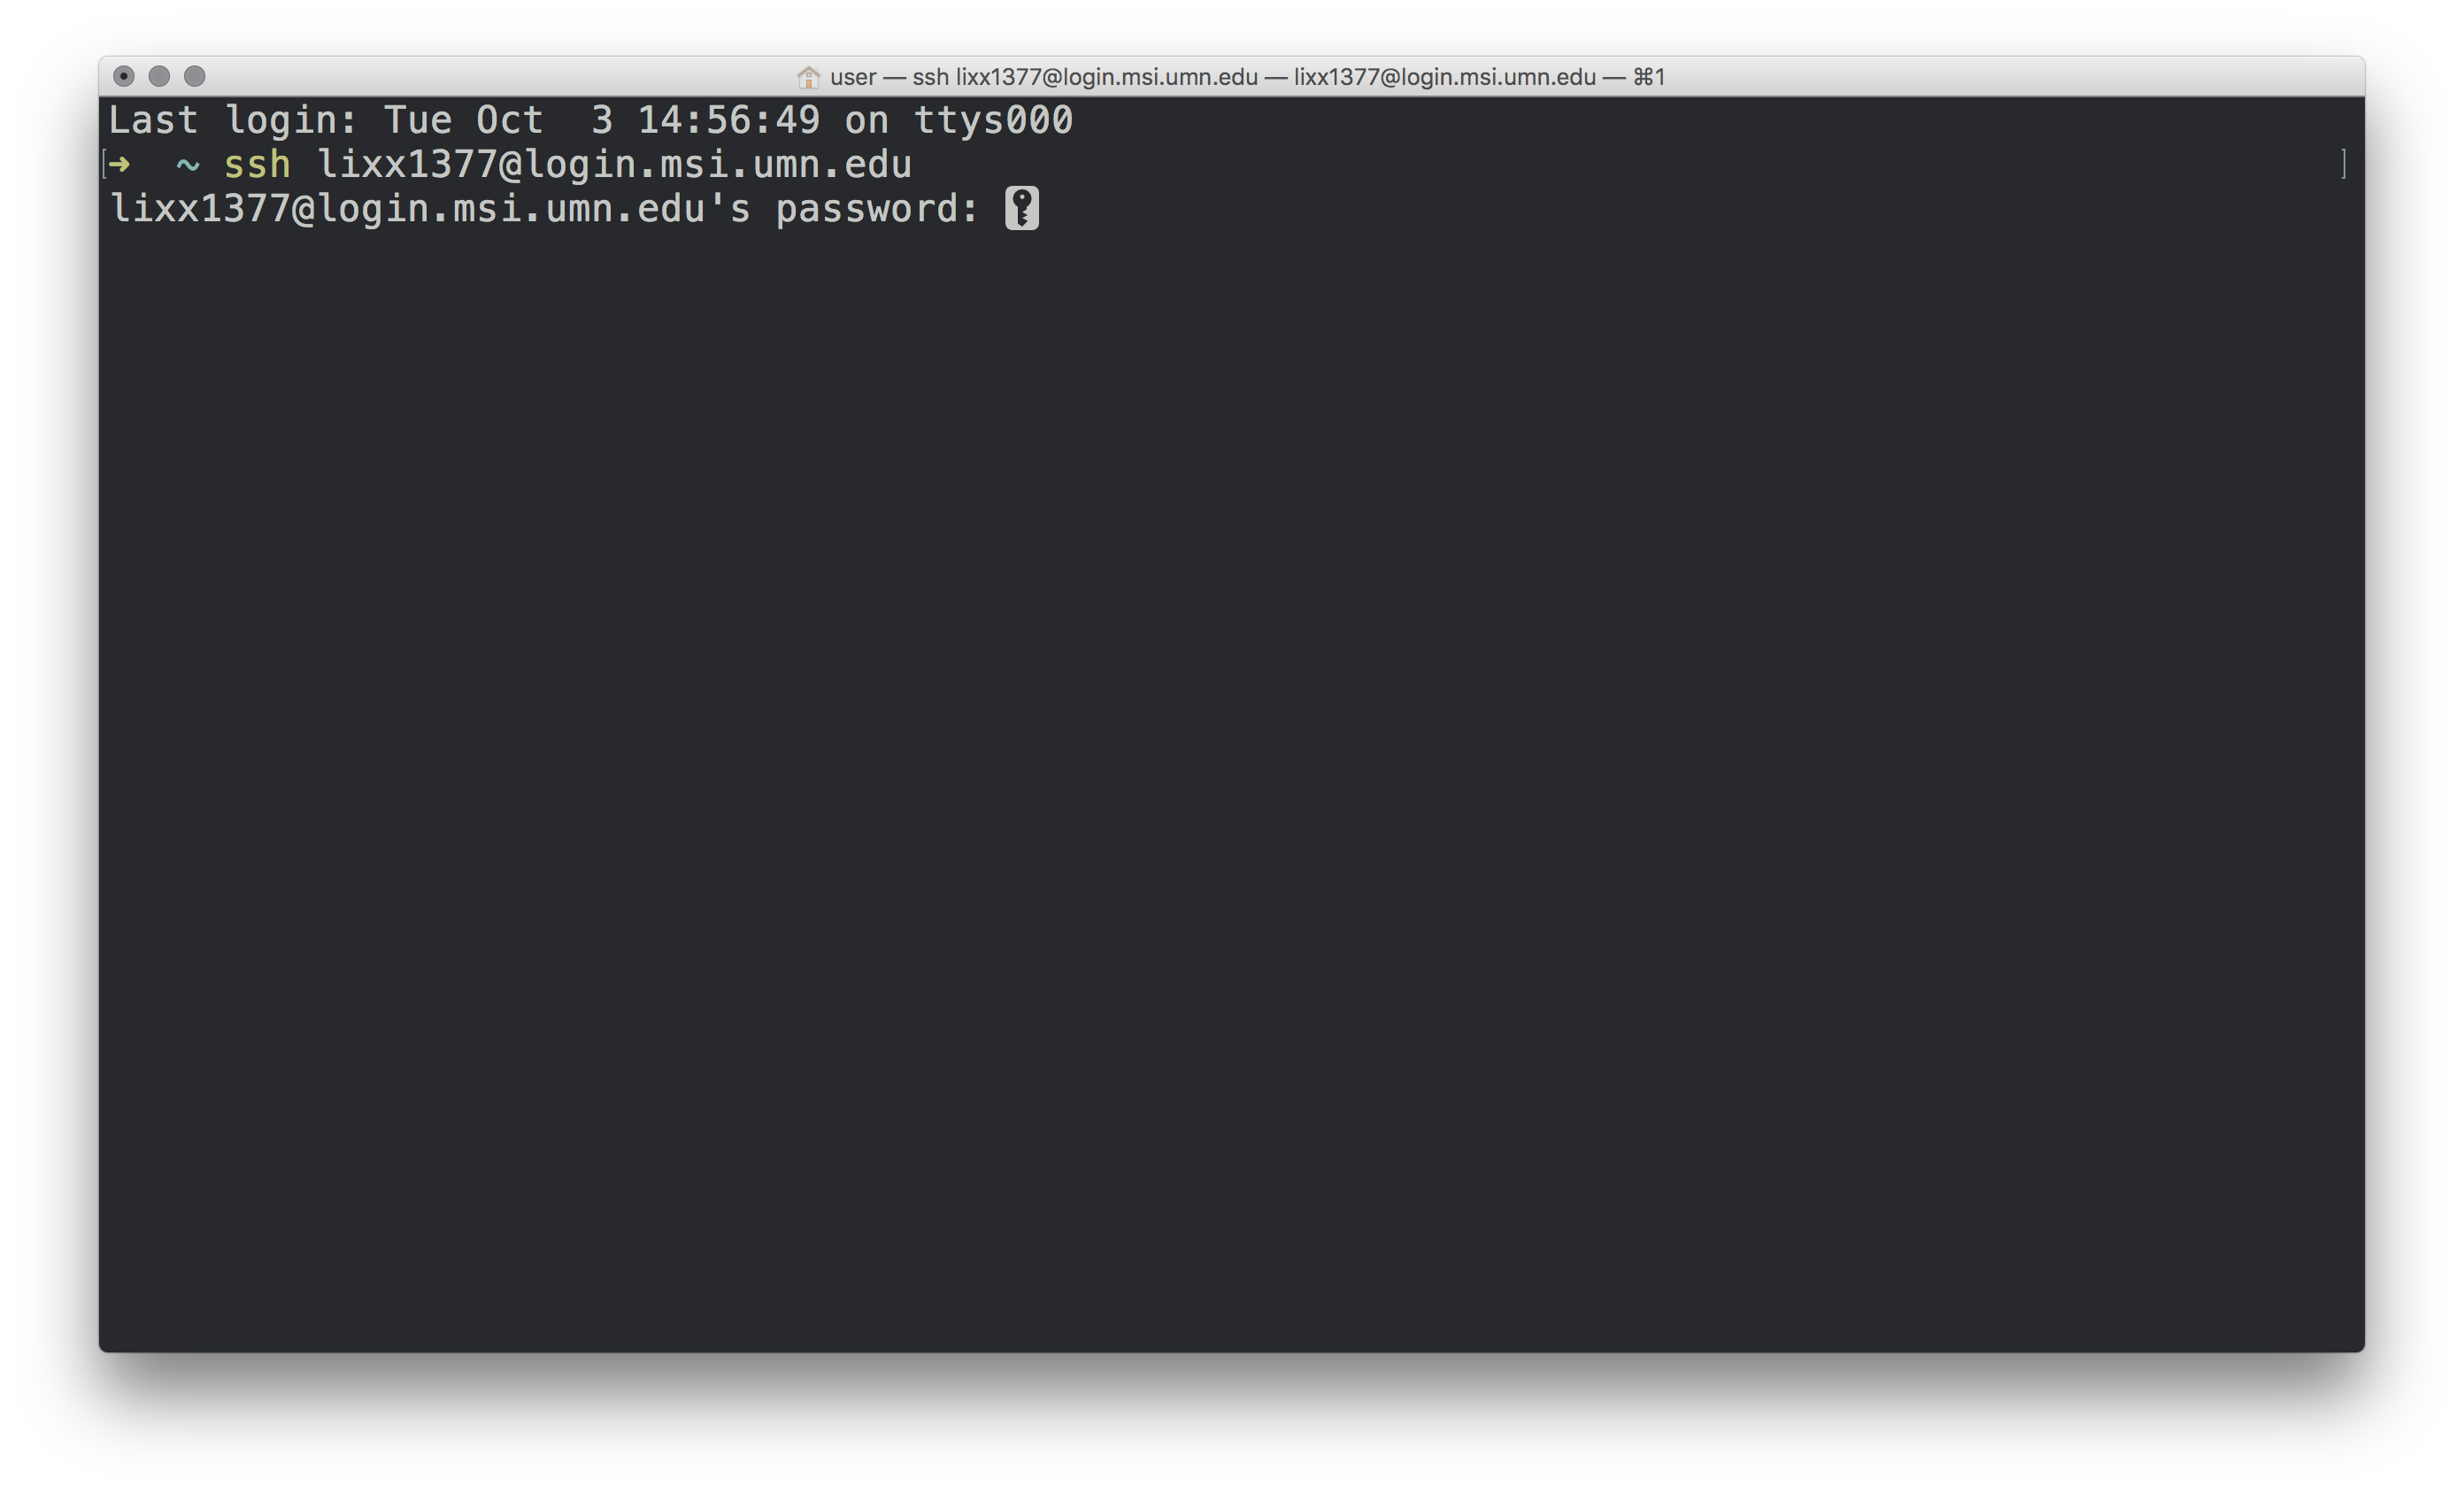 user — ssh lixx1377@login.msi.umn.edu — lixx1377@login.msi.umn.edu — ⌘1
Last login: Tue Oct  3 14:56:49 on ttys000
[➜  ~ ssh lixx1377@login.msi.umn.edu ]
lixx1377@login.msi.umn.edu's password: